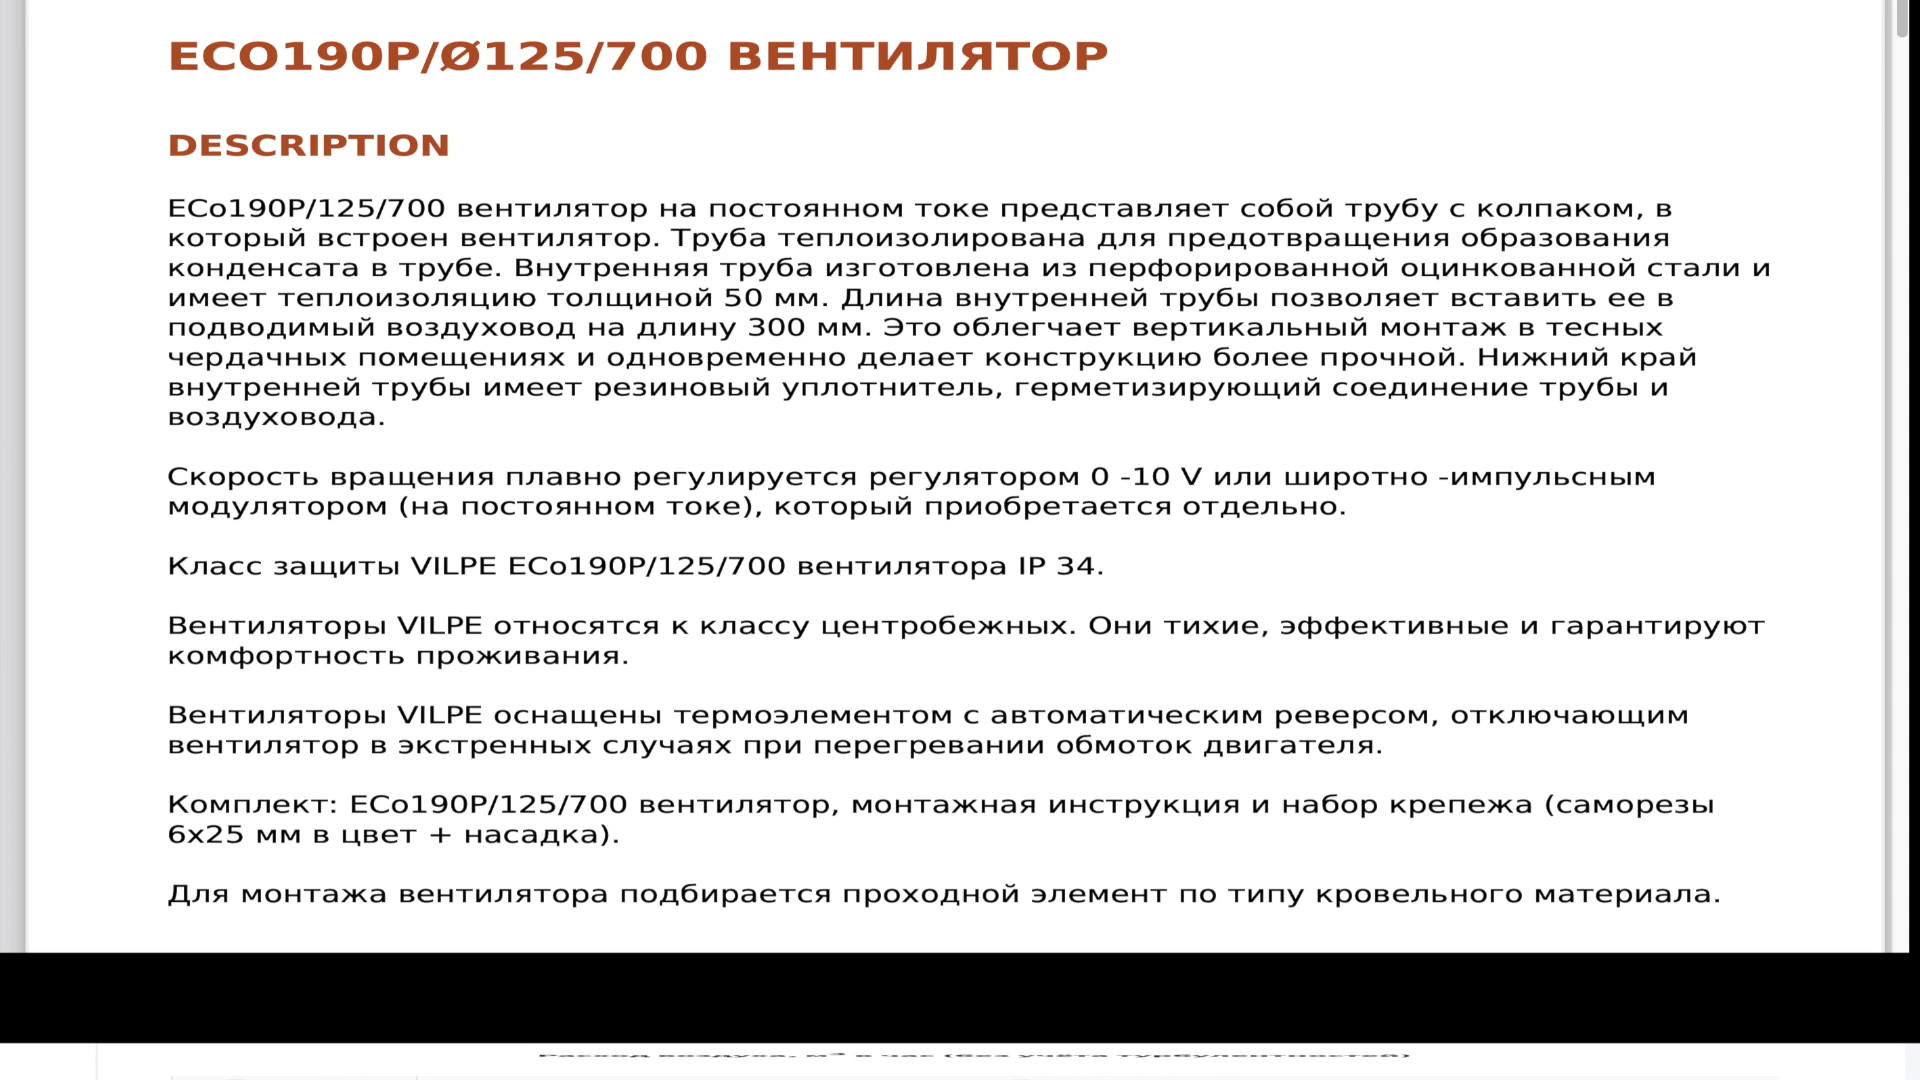 ECO190P/Ø125/700 ВЕНТИЛЯТОР
DESCRIPTION
ECo190P/125/700 вентилятор на постоянном токе представляет собой трубу с колпаком, в
который встроен вентилятор. Труба теплоизолирована для предотвращения образования
конденсата в трубе. Внутренняя труба изготовлена из перфорированной оцинкованной стали и
имеет теплоизоляцию толщиной 50 мм. Длина внутренней трубы позволяет вставить ее в
подводимый воздуховод на длину 300 мм. Это облегчает вертикальный монтаж в тесных
чердачных помещениях и одновременно делает конструкцию более прочной. Нижний край
внутренней трубы имеет резиновый уплотнитель, герметизирующий соединение трубы и
воздуховода.
Скорость вращения плавно регулируется регулятором 0 -10 V или широтно -импульсным
модулятором (на постоянном токе), который приобретается отдельно.
Класс защиты VILPE ECo190P/125/700 вентилятора IP 34.
Вентиляторы VILPE относятся к классу центробежных. Они тихие, эффективные и гарантируют
комфортность проживания.
Вентиляторы VILPE оснащены термоэлементом с автоматическим реверсом, отключающим
вентилятор в экстренных случаях при перегревании обмоток двигателя.
Комплект: ECo190P/125/700 вентилятор, монтажная инструкция и набор крепежа (саморезы
6x25 мм в цвет + насадка).
Для монтажа вентилятора подбирается проходной элемент по типу кровельного материала.